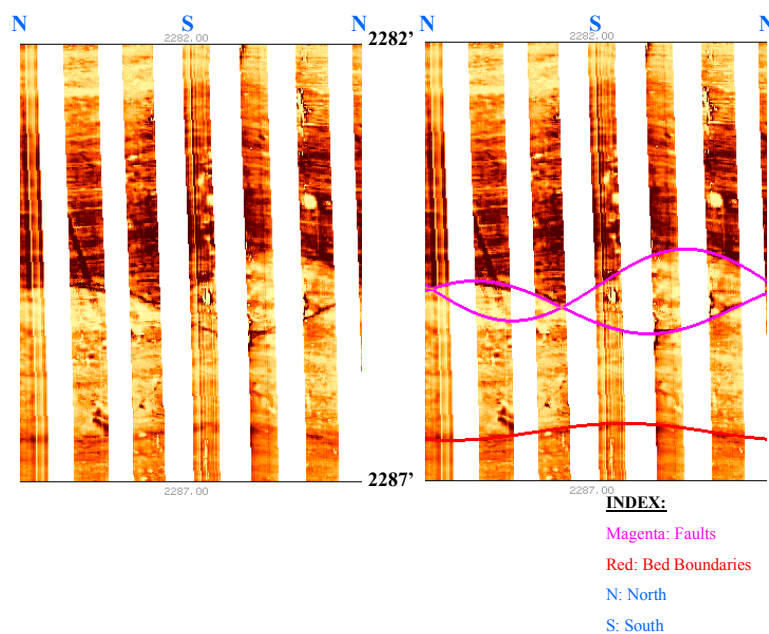 N S N N S N
2282.00 2282’ 2282.00
2287.00 2287’ 2287.00
INDEX:
Magenta: Faults
Red: Bed Boundaries
N: North
S: South